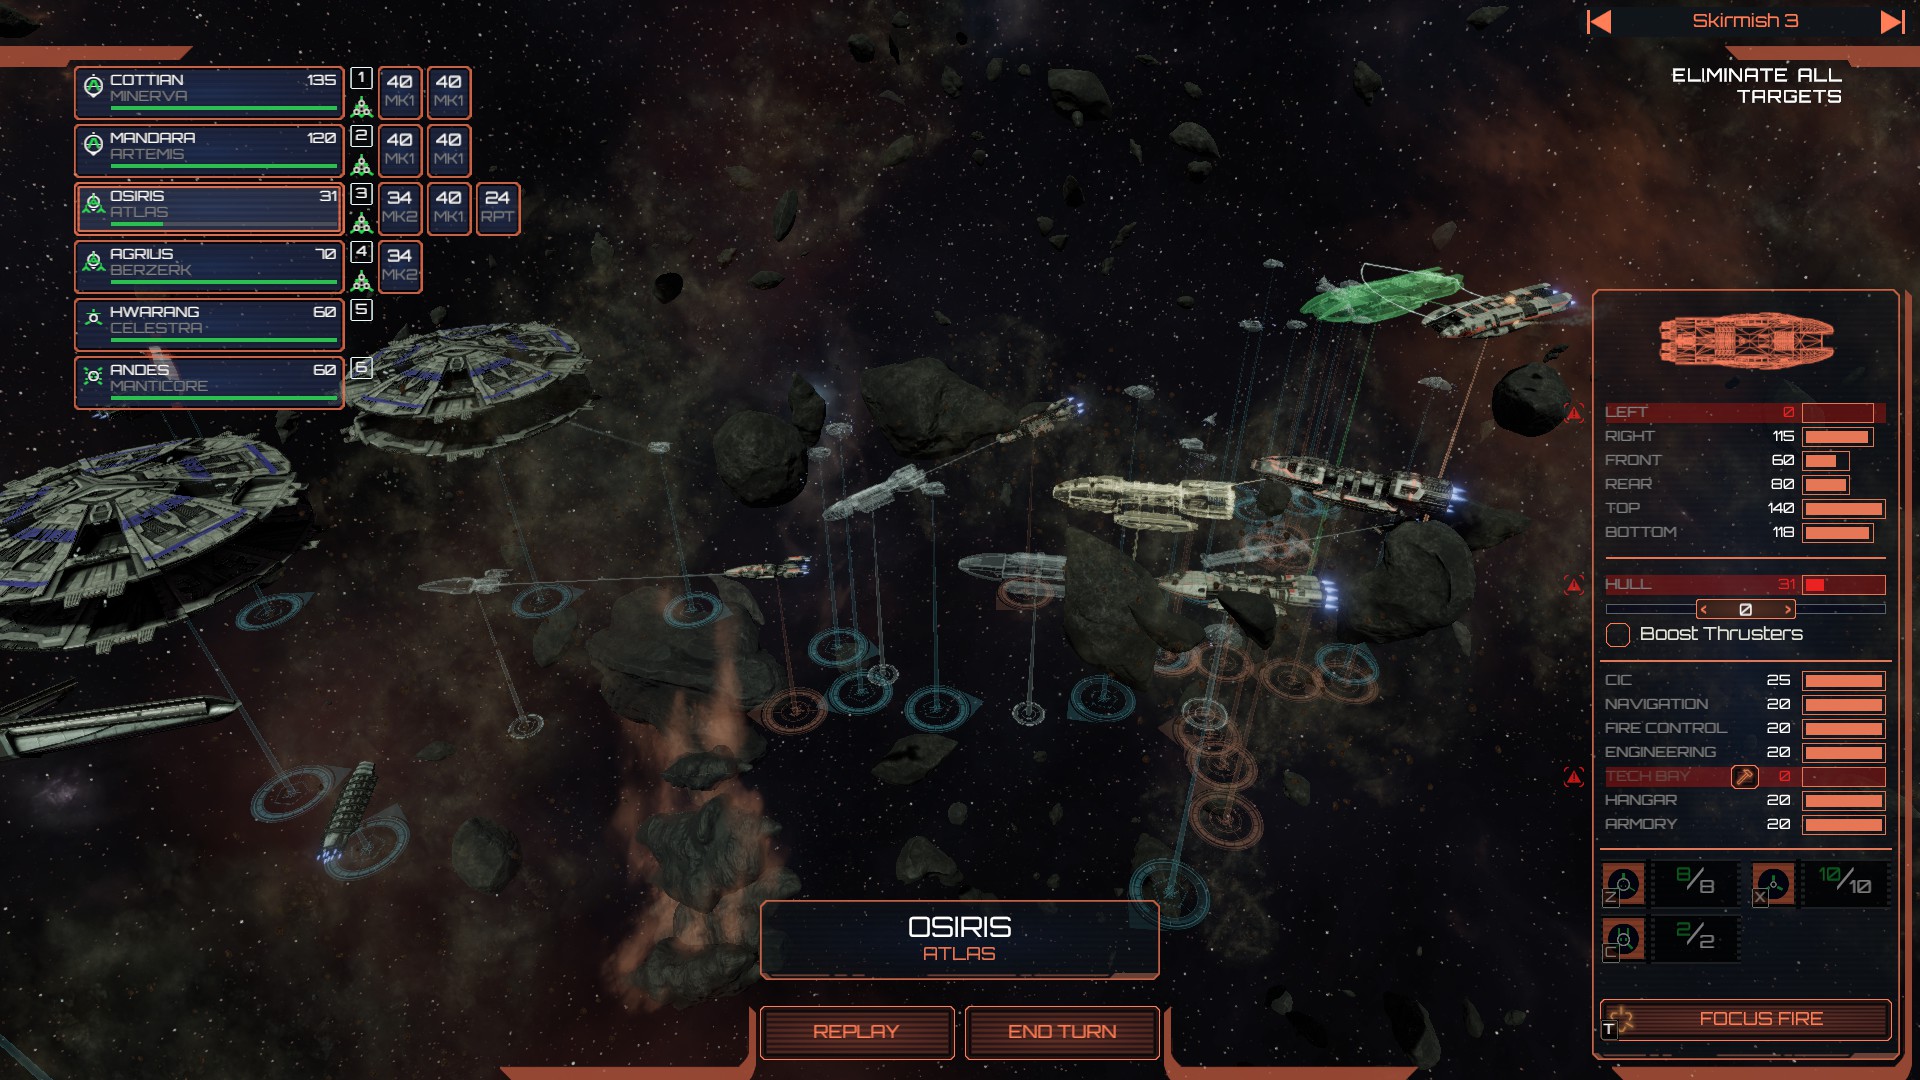 Skirmish 3
ELIMINATE ALL
TARGETS
COTTIAN 135
MINERVA
1
40 MK1
40 MK1
MANDARA 120
ARTEMIS
2
40 MK1
40 MK1
OSIRIS 31
ATLAS
3
34 MK2
40 MK1
24 RPT
AGRIUS 70
BERZERK
4
34 MK2
HWARANG 60
CELESTRA
5
ANDES 60
MANTICORE
6
LEFT 0
RIGHT 115
FRONT 60
REAR 80
TOP 140
BOTTOM 118
HULL 31
< 0 >
Boost Thrusters
CIC 25
NAVIGATION 20
FIRE CONTROL 20
ENGINEERING 20
TECH BAY 0
HANGAR 20
ARMORY 20
Z 8/8
X 10/10
C 2/2
T FOCUS FIRE
OSIRIS
ATLAS
REPLAY
END TURN